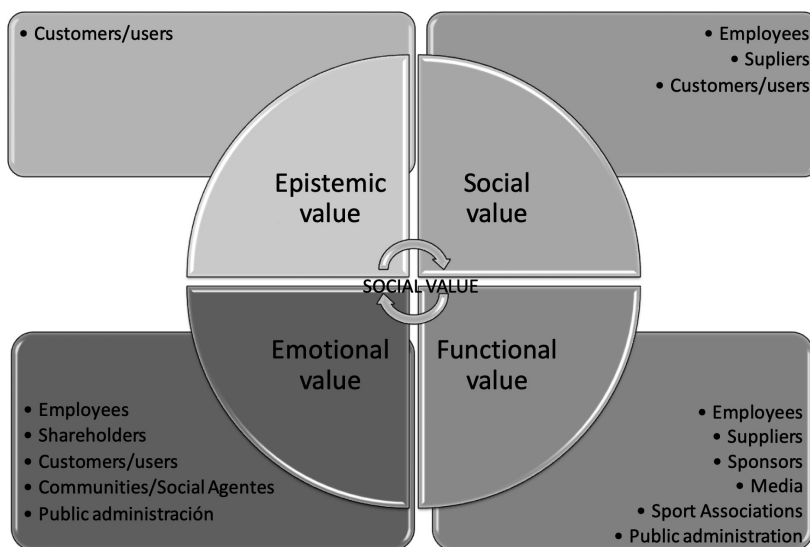 • Customers/users
• Employees
• Supliers
• Customers/users
Epistemic
value
Social
value
SOCIAL VALUE
Emotional
value
Functional
value
• Employees
• Shareholders
• Customers/users
• Communities/Social Agentes
• Public administración
• Employees
• Suppliers
• Sponsors
• Media
• Sport Associations
• Public administration